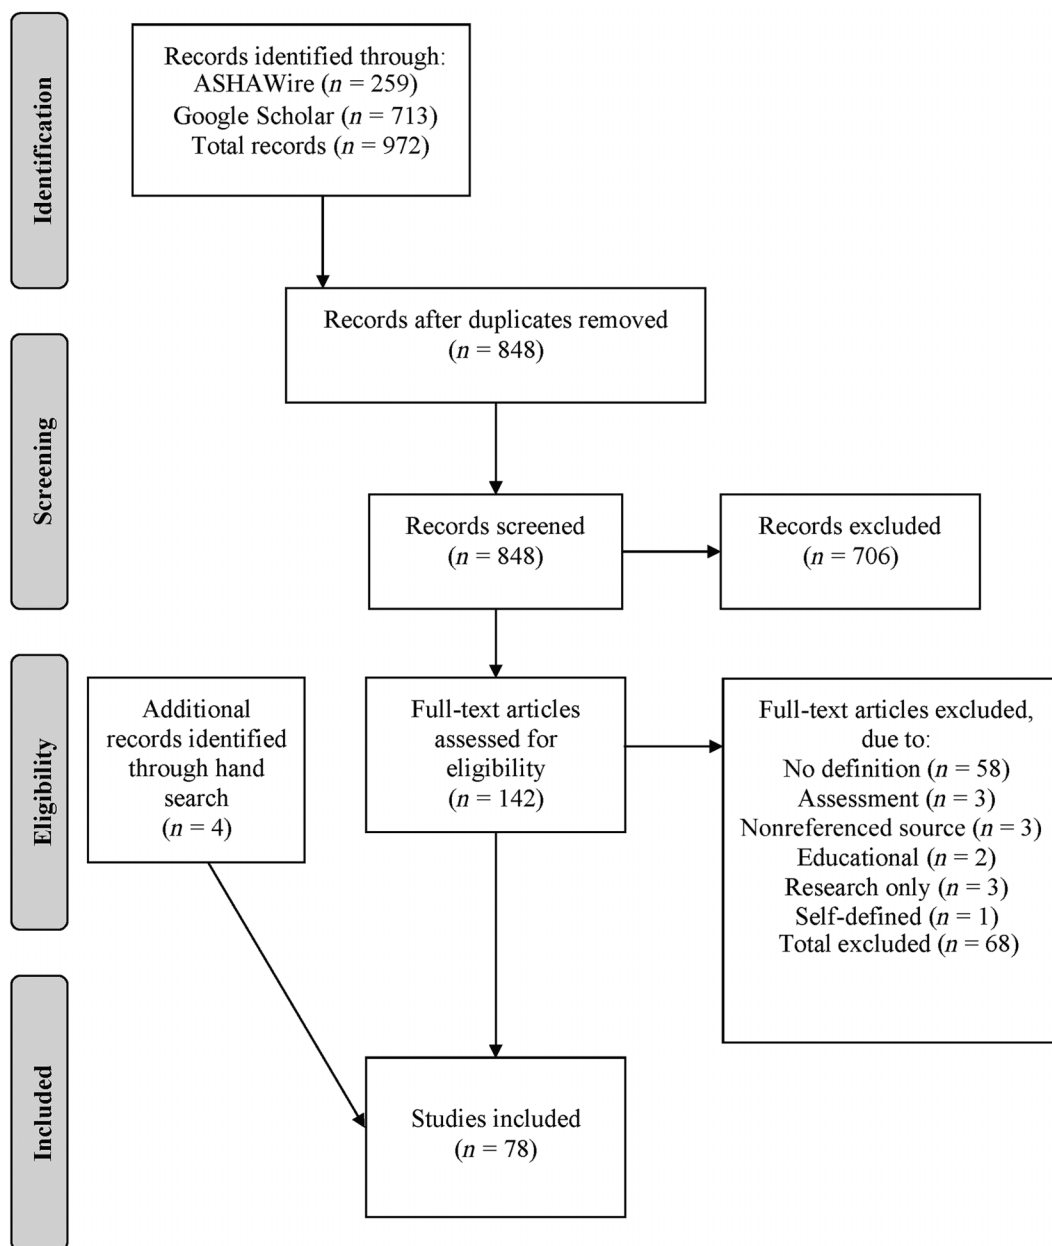 Identification
Records identified through:
ASHAWire (n = 259)
Google Scholar (n = 713)
Total records (n = 972)
Records after duplicates removed
(n = 848)
Screening
Records screened
(n = 848)
Records excluded
(n = 706)
Eligibility
Additional
records identified
through hand
search
(n = 4)
Full-text articles
assessed for
eligibility
(n = 142)
Full-text articles excluded,
due to:
No definition (n = 58)
Assessment (n = 3)
Nonreferenced source (n = 3)
Educational (n = 2)
Research only (n = 3)
Self-defined (n = 1)
Total excluded (n = 68)
Included
Studies included
(n = 78)